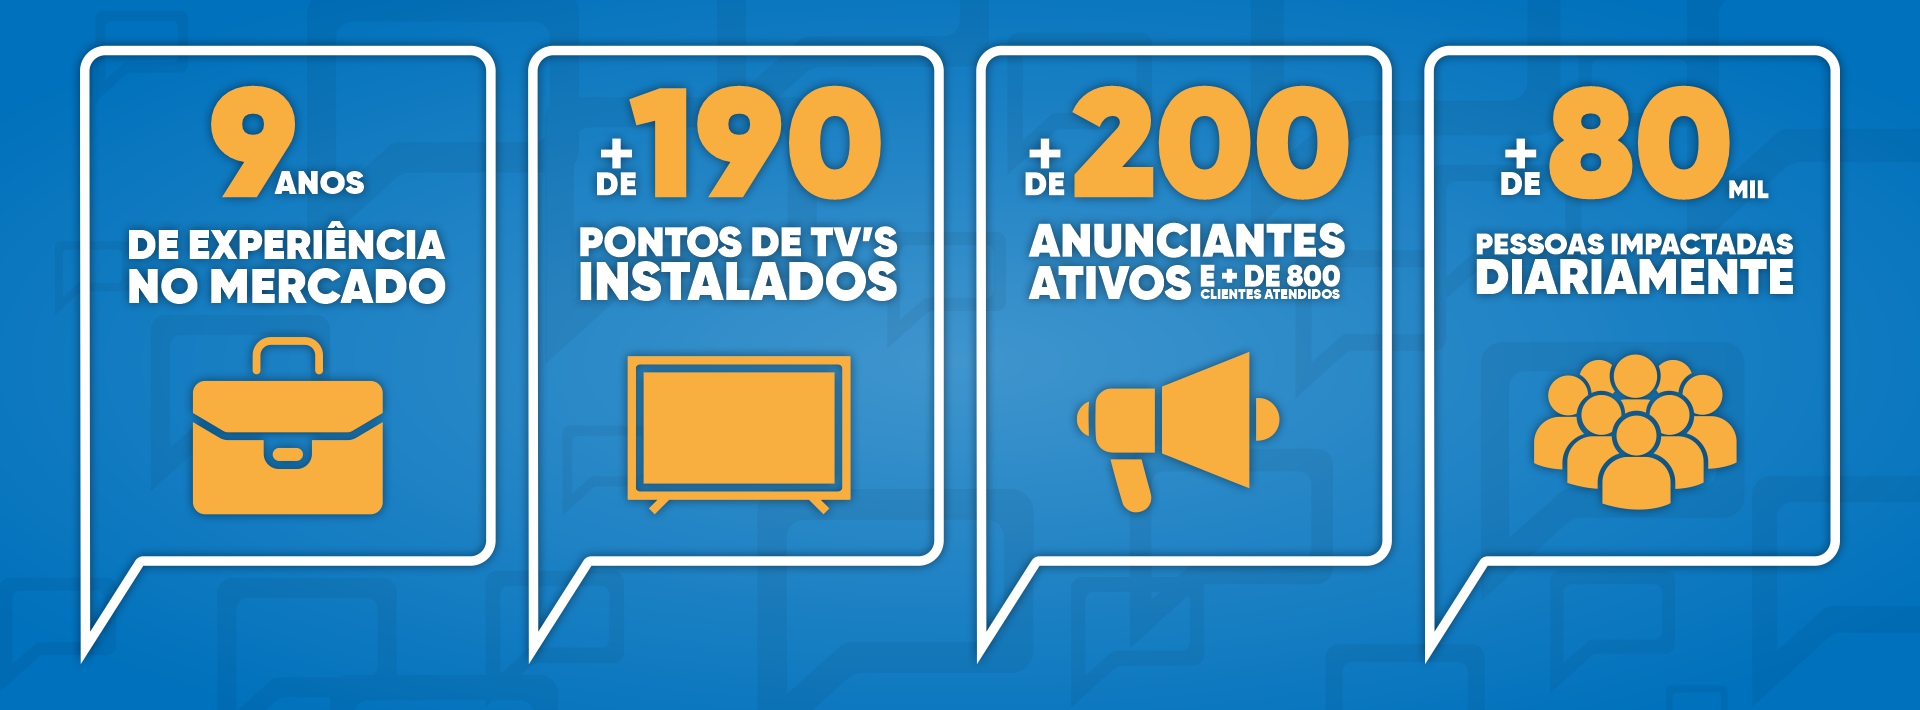 9 ANOS
DE EXPERIÊNCIA
NO MERCADO
+ DE 190
PONTOS DE TV'S
INSTALADOS
+ DE 200
ANUNCIANTES
ATIVOS E + DE 800
CLIENTES ATENDIDOS
+ DE 80 MIL
PESSOAS IMPACTADAS
DIARIAMENTE